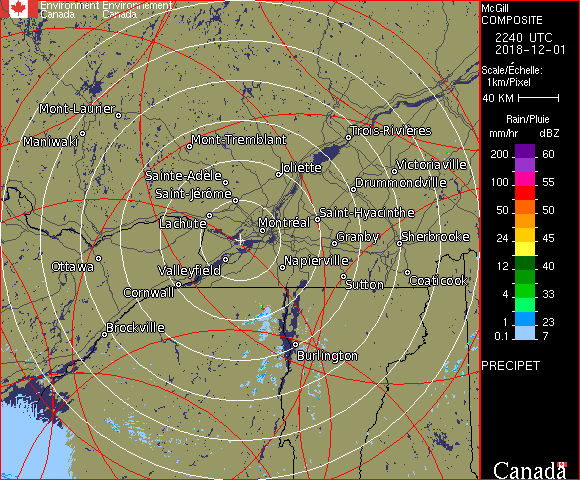 Environment Environnement
Canada Canada
McGill
COMPOSITE
2240 UTC
2018-12-01
Scale/Échelle:
1km/Pixel
40 KM
Rain/Pluie
mm/hr dBZ
200 60
100 55
50 50
24 45
12 40
4 33
1 23
0.1 7
PRECIPET
Canada
Mont-Laurier
Maniwaki
Mont-Tremblant
Trois-Rivières
Joliette
Victoriaville
Sainte-Adèle
Drummondville
Saint-Jérôme
Saint-Hyacinthe
Lachute
Montréal
Granby
Sherbrooke
Ottawa
Valleyfield
Napierville
Cornwall
Sutton
Coaticook
Brockville
Burlington